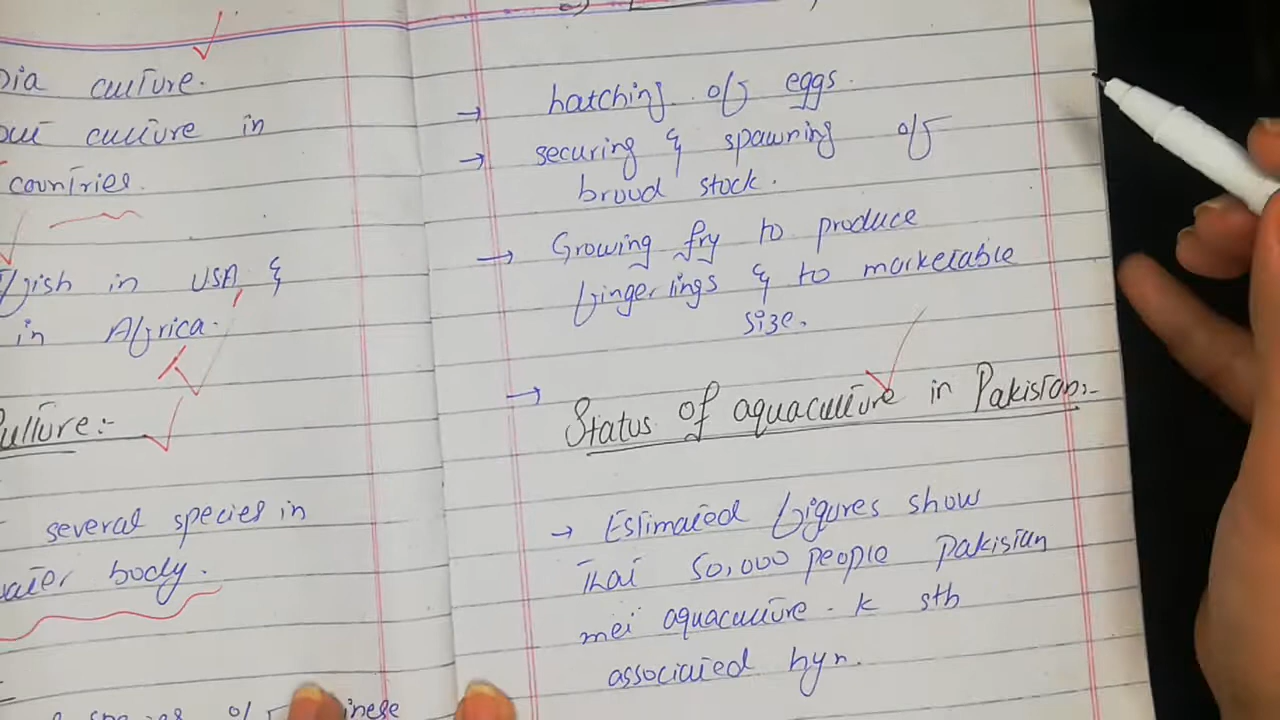 culture.
culture in
countries.
in USA &
in Africa.
culture:-
several species in
water body.
→ hatching of eggs.
→ securing & spawning of
brood stock.
→ Growing fry to produce
fingerlings & to marketable
size.
→ Status of aquaculture in Pakistan:-
→ Estimated figures show
that 50,000 people pakistan
mei aquaculture - k sth
associated hyn.